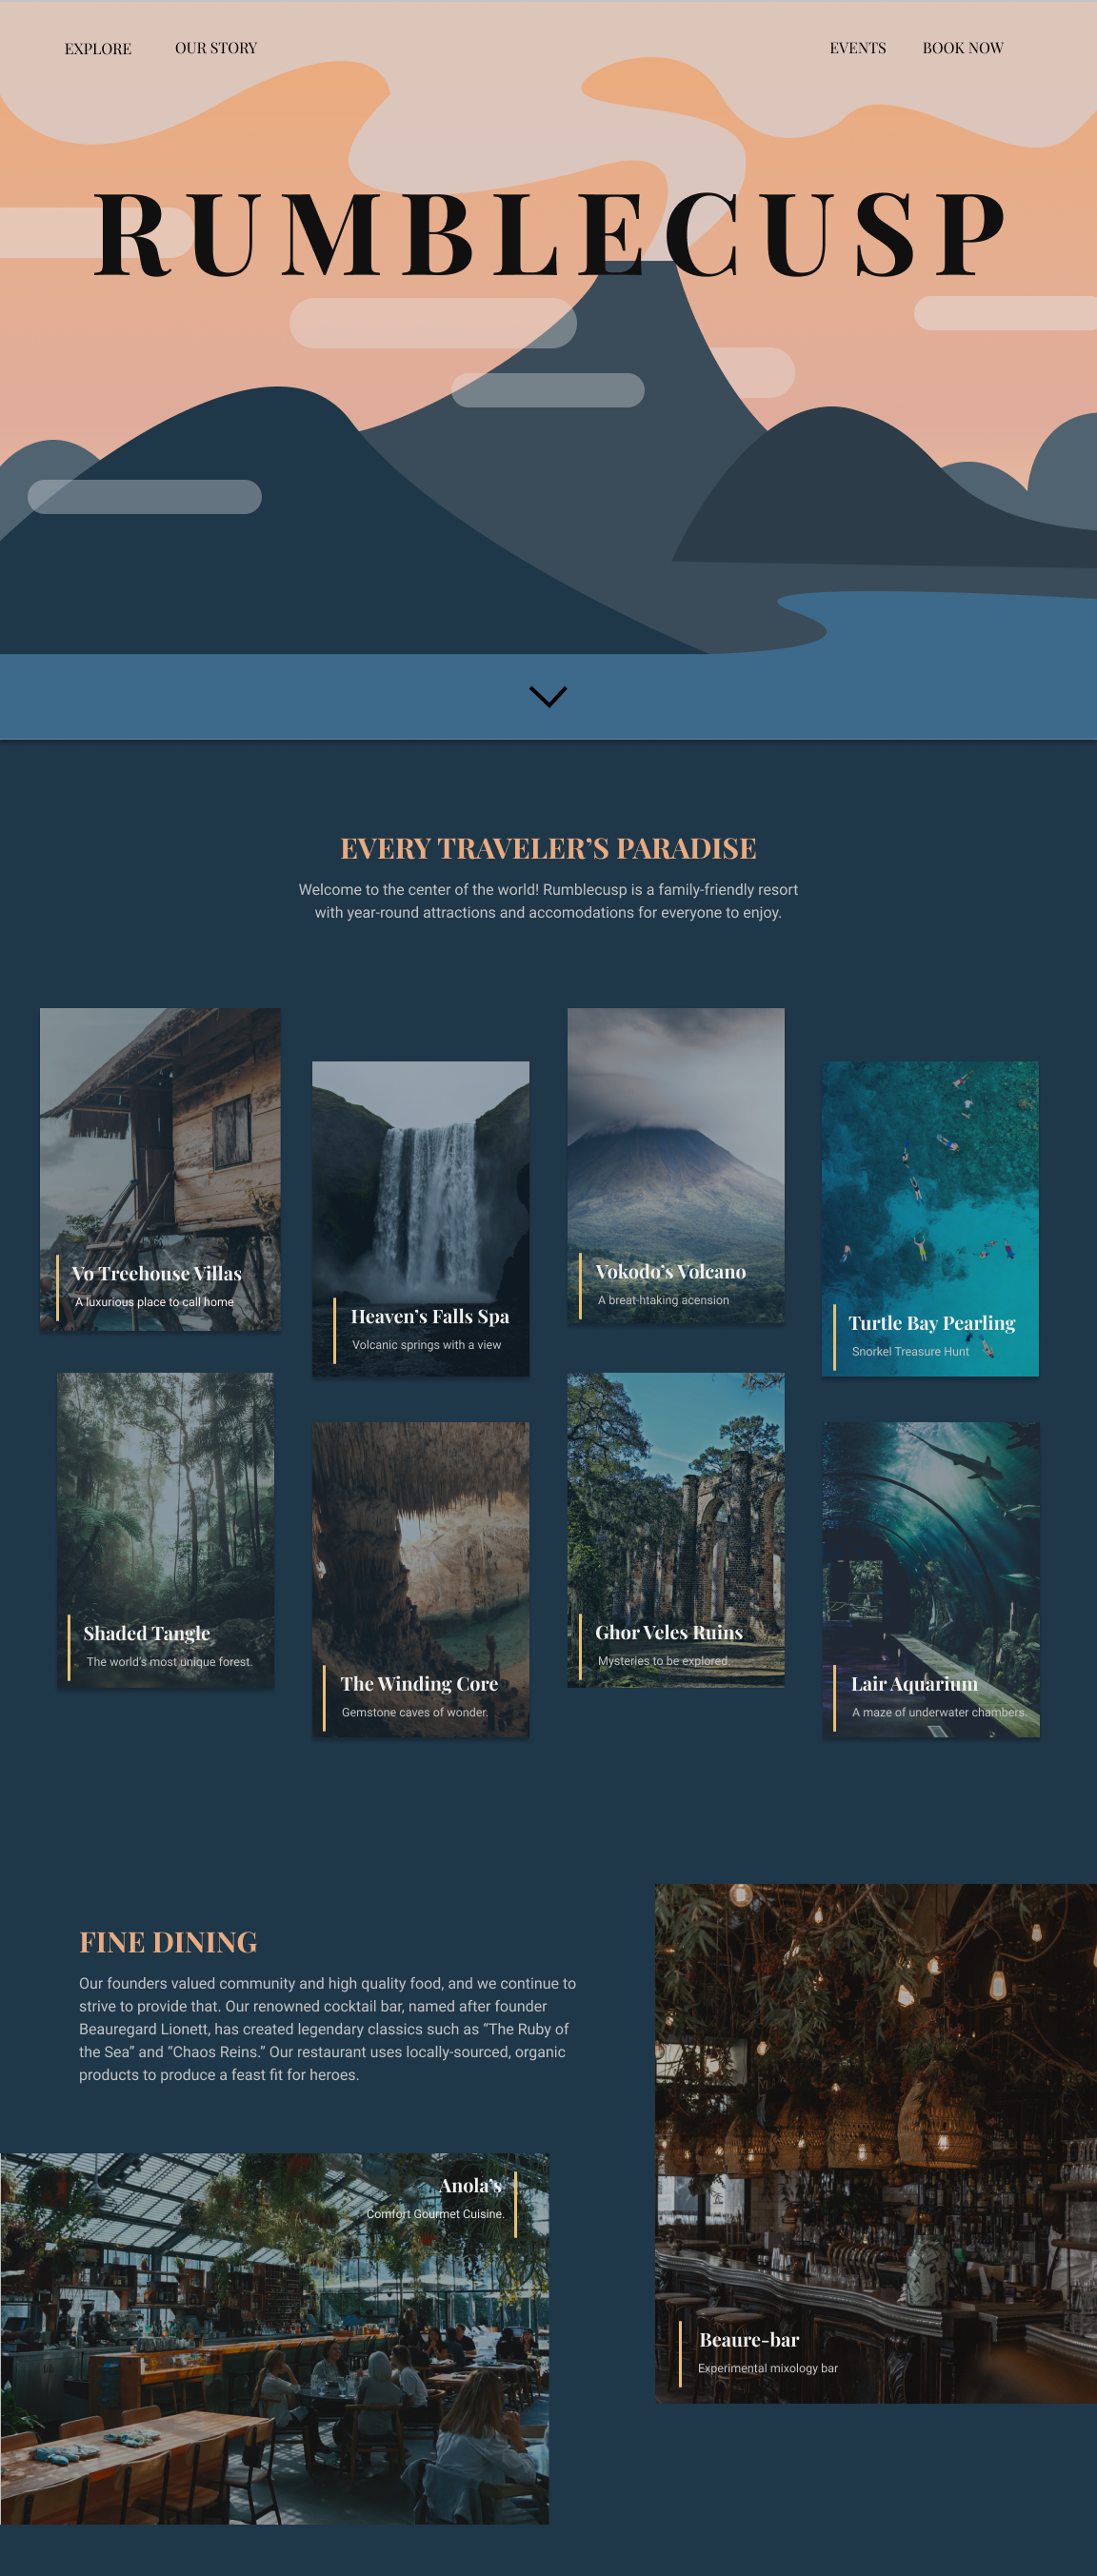 EXPLORE
OUR STORY
EVENTS
BOOK NOW
RUMBLECUSP
EVERY TRAVELER’S PARADISE
Welcome to the center of the world! Rumblecusp is a family-friendly resort
with year-round attractions and accomodations for everyone to enjoy.
Vo Treehouse Villas
A luxurious place to call home
Heaven’s Falls Spa
Volcanic springs with a view
Vokodo’s Volcano
A breat-htaking acension
Turtle Bay Pearling
Snorkel Treasure Hunt
Shaded Tangle
The world’s most unique forest.
The Winding Core
Gemstone caves of wonder.
Ghor Veles Ruins
Mysteries to be explored.
Lair Aquarium
A maze of underwater chambers.
FINE DINING
Our founders valued community and high quality food, and we continue to
strive to provide that. Our renowned cocktail bar, named after founder
Beauregard Lionett, has created legendary classics such as “The Ruby of
the Sea” and “Chaos Reins.” Our restaurant uses locally-sourced, organic
products to produce a feast fit for heroes.
Anola’s
Comfort Gourmet Cuisine.
Beaure-bar
Experimental mixology bar